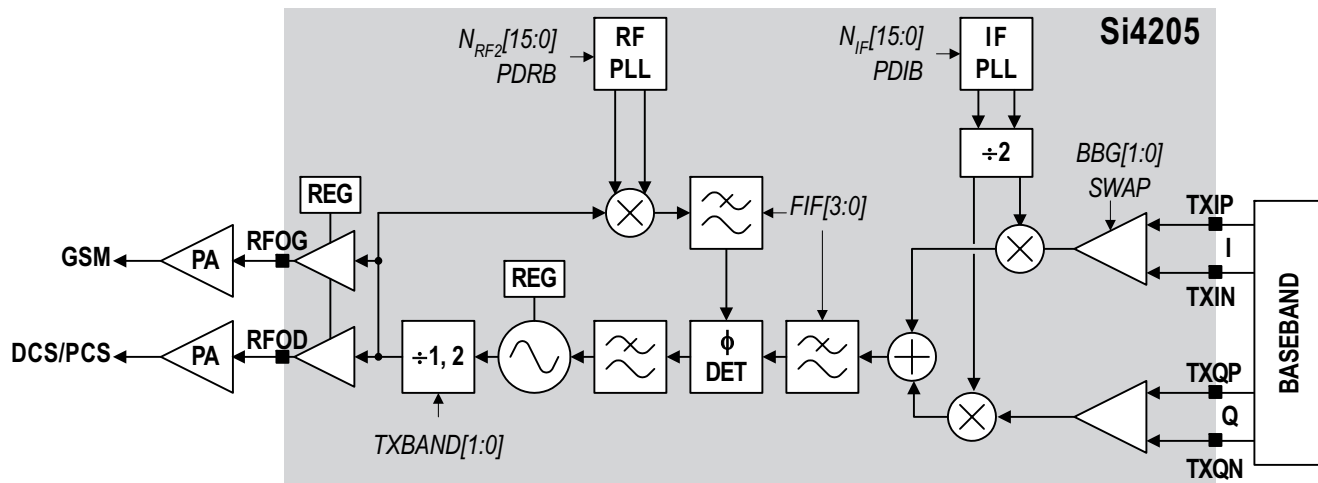 Si4205
N_RF2[15:0]
PDRB
RF
PLL
N_IF[15:0]
PDIB
IF
PLL
÷2
BBG[1:0]
SWAP
REG
FIF[3:0]
TXIP
I
TXIN
GSM
PA
RFOG
REG
DCS/PCS
PA
RFOD
÷1, 2
ϕ
DET
TXBAND[1:0]
TXQP
Q
TXQN
BASEBAND